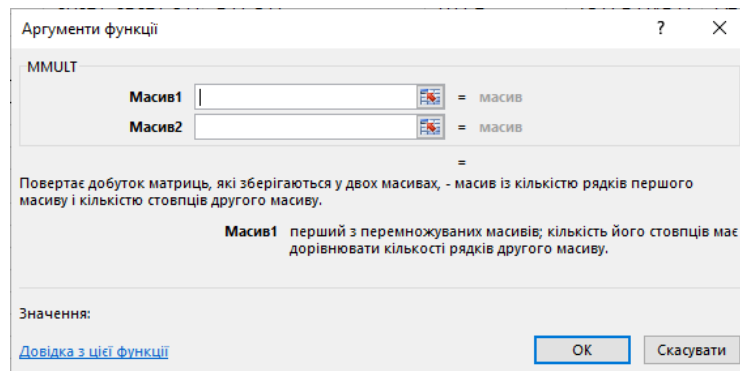 Аргументи функції
?
MMULT
Масив1
= масив
Масив2
= масив
=
Повертає добуток матриць, які зберігаються у двох масивах, - масив із кількістю рядків першого
масиву і кількістю стовпців другого масиву.
Масив1 перший з перемножуваних масивів; кількість його стовпців має
дорівнювати кількості рядків другого масиву.
Значення:
Довідка з цієї функції
ОК
Скасувати